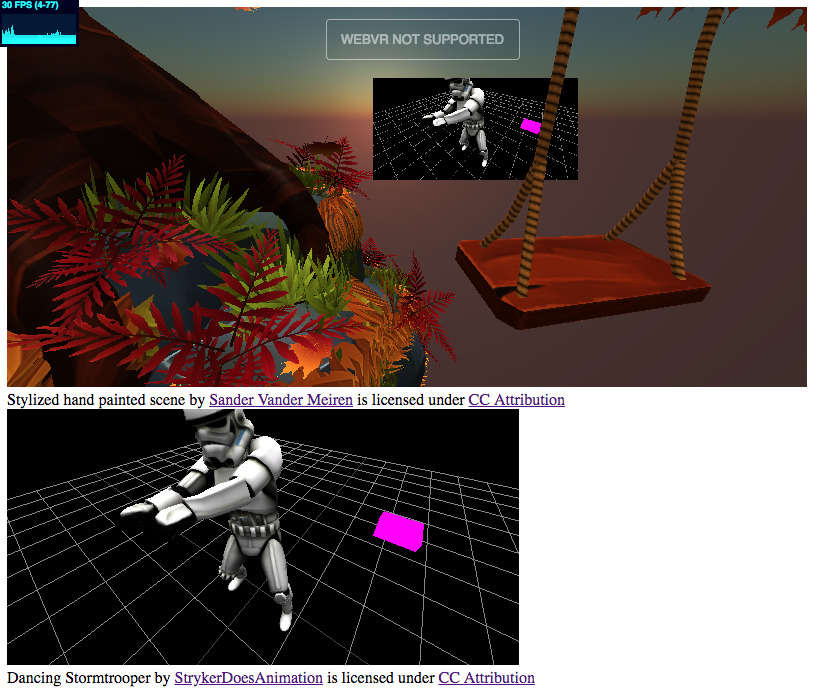 30 FPS (4-77)
WEBVR NOT SUPPORTED
Stylized hand painted scene by Sander Vander Meiren is licensed under CC Attribution
Dancing Stormtrooper by StrykerDoesAnimation is licensed under CC Attribution